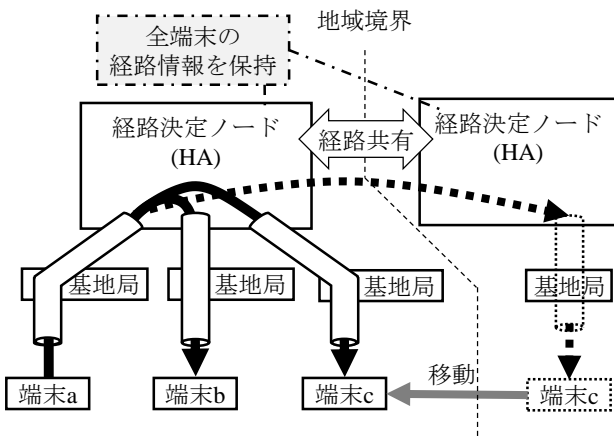 全端末の
経路情報を保持
地域境界
経路決定ノード
(HA)
経路共有
経路決定ノード
(HA)
基地局
基地局
基地局
基地局
移動
端末a
端末b
端末c
端末c